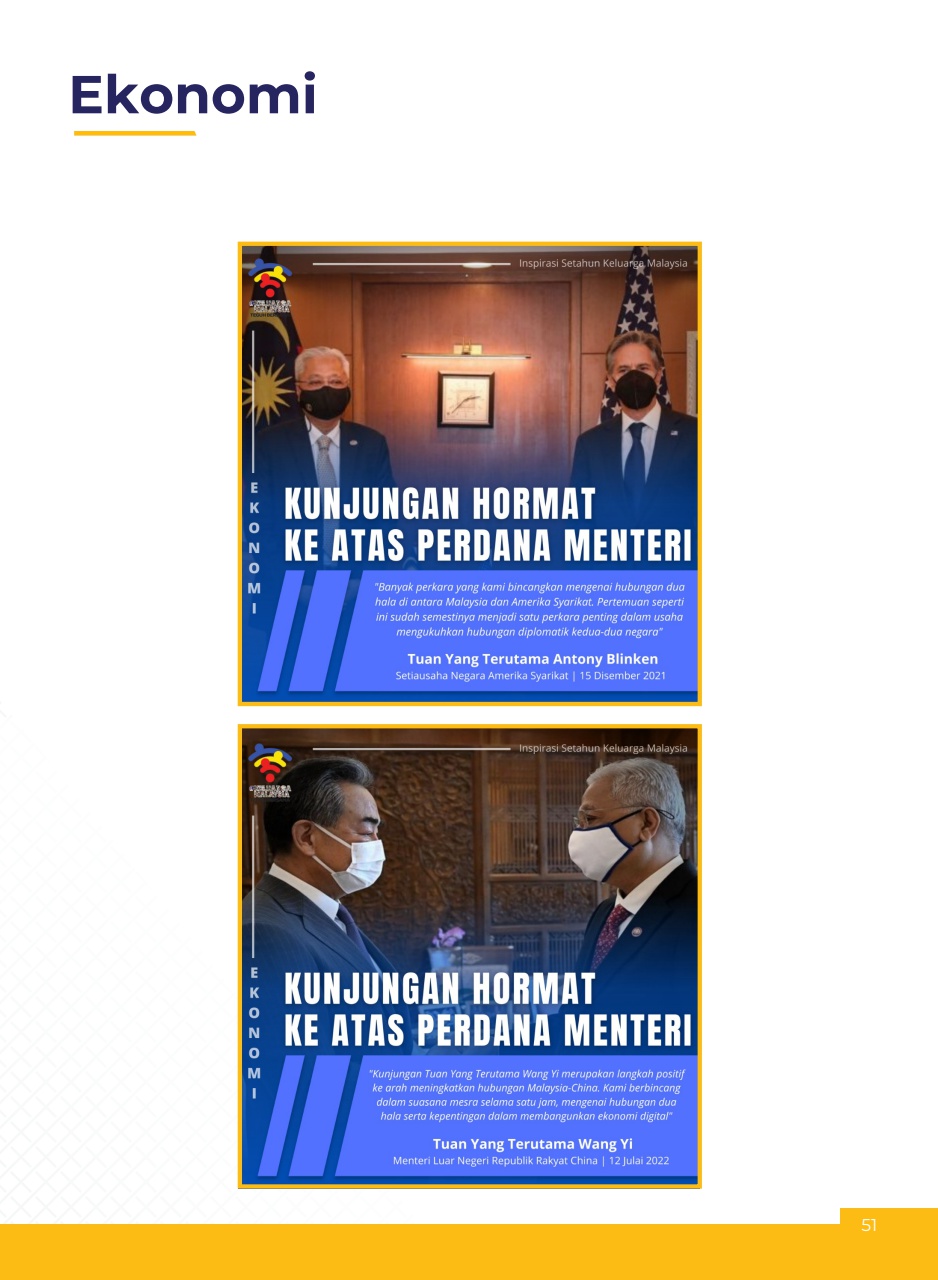 Ekonomi
Inspirasi Setahun Keluarga Malaysia
KELUARGA
MALAYSIA
EKONOMI
KUNJUNGAN HORMAT
KE ATAS PERDANA MENTERI
"Banyak perkara yang kami bincangkan mengenai hubungan dua
hala di antara Malaysia dan Amerika Syarikat. Pertemuan seperti
ini sudah semestinya menjadi satu perkara penting dalam usaha
mengukuhkan hubungan diplomatik kedua-dua negara"
Tuan Yang Terutama Antony Blinken
Setiausaha Negara Amerika Syarikat | 15 Disember 2021
Inspirasi Setahun Keluarga Malaysia
KELUARGA
MALAYSIA
EKONOMI
KUNJUNGAN HORMAT
KE ATAS PERDANA MENTERI
"Kunjungan Tuan Yang Terutama Wang Yi merupakan langkah positif
ke arah meningkatkan hubungan Malaysia-China. Kami berbincang
dalam suasana mesra selama satu jam, mengenai hubungan dua
hala serta kepentingan dalam membangunkan ekonomi digital"
Tuan Yang Terutama Wang Yi
Menteri Luar Negeri Republik Rakyat China | 12 Julai 2022
51